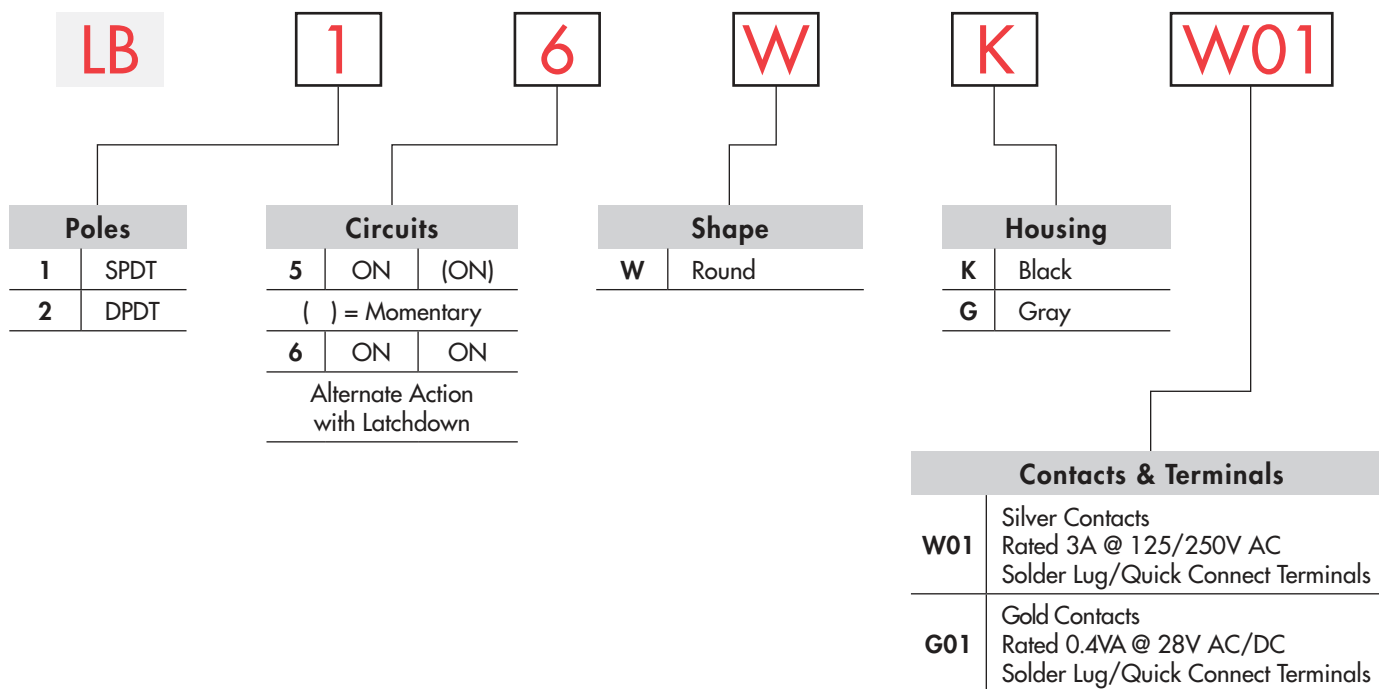 LB 1 6 W K W01
Poles
1 SPDT
2 DPDT
Circuits
5 ON (ON)
( ) = Momentary
6 ON ON
Alternate Action
with Latchdown
Shape
W Round
Housing
K Black
G Gray
Contacts & Terminals
Silver Contacts
W01 Rated 3A @ 125/250V AC
Solder Lug/Quick Connect Terminals
Gold Contacts
G01 Rated 0.4VA @ 28V AC/DC
Solder Lug/Quick Connect Terminals